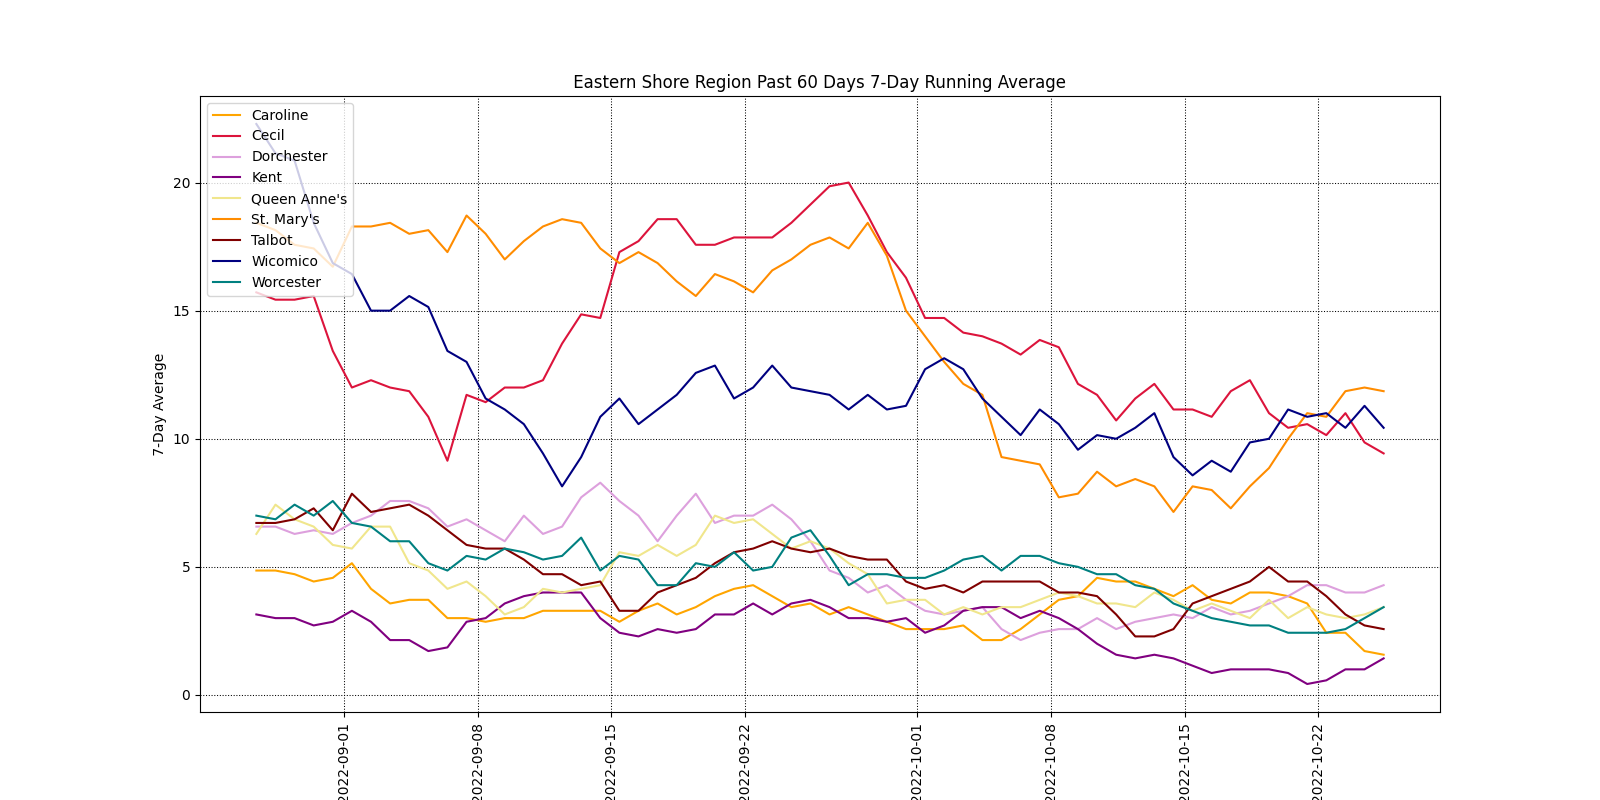 Eastern Shore Region Past 60 Days 7-Day Running Average
Caroline
Cecil
Dorchester
Kent
Queen Anne's
St. Mary's
Talbot
Wicomico
Worcester
7-Day Average
20
15
10
5
0
2022-09-01
2022-09-08
2022-09-15
2022-09-22
2022-10-01
2022-10-08
2022-10-15
2022-10-22